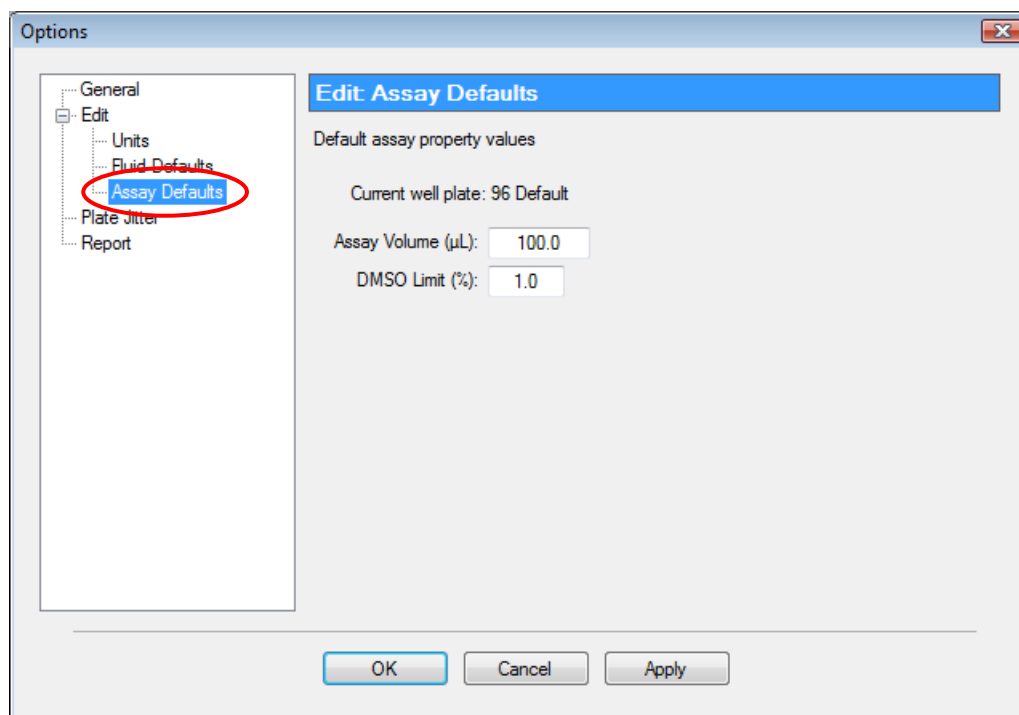 Options
General
Edit
Units
Fluid Defaults
Assay Defaults
Plate Jitter
Report
Edit: Assay Defaults
Default assay property values
Current well plate: 96 Default
Assay Volume (µL): 100.0
DMSO Limit (%): 1.0
OK Cancel Apply